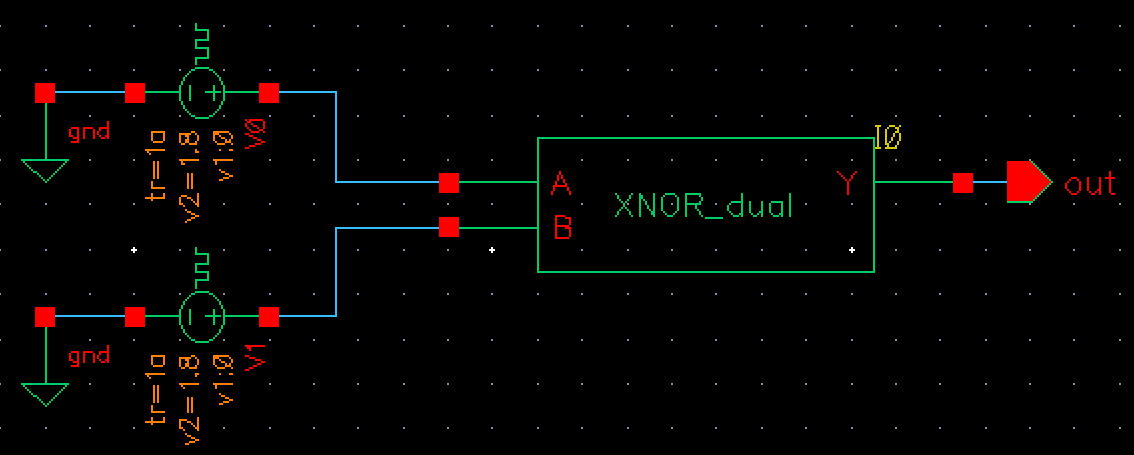 gnd
tr=1a
v2=1.8
v1:0
V0
I0
A
B
XNOR_dual
Y
out
gnd
tr=1a
v2=1.8
v1:0
V1